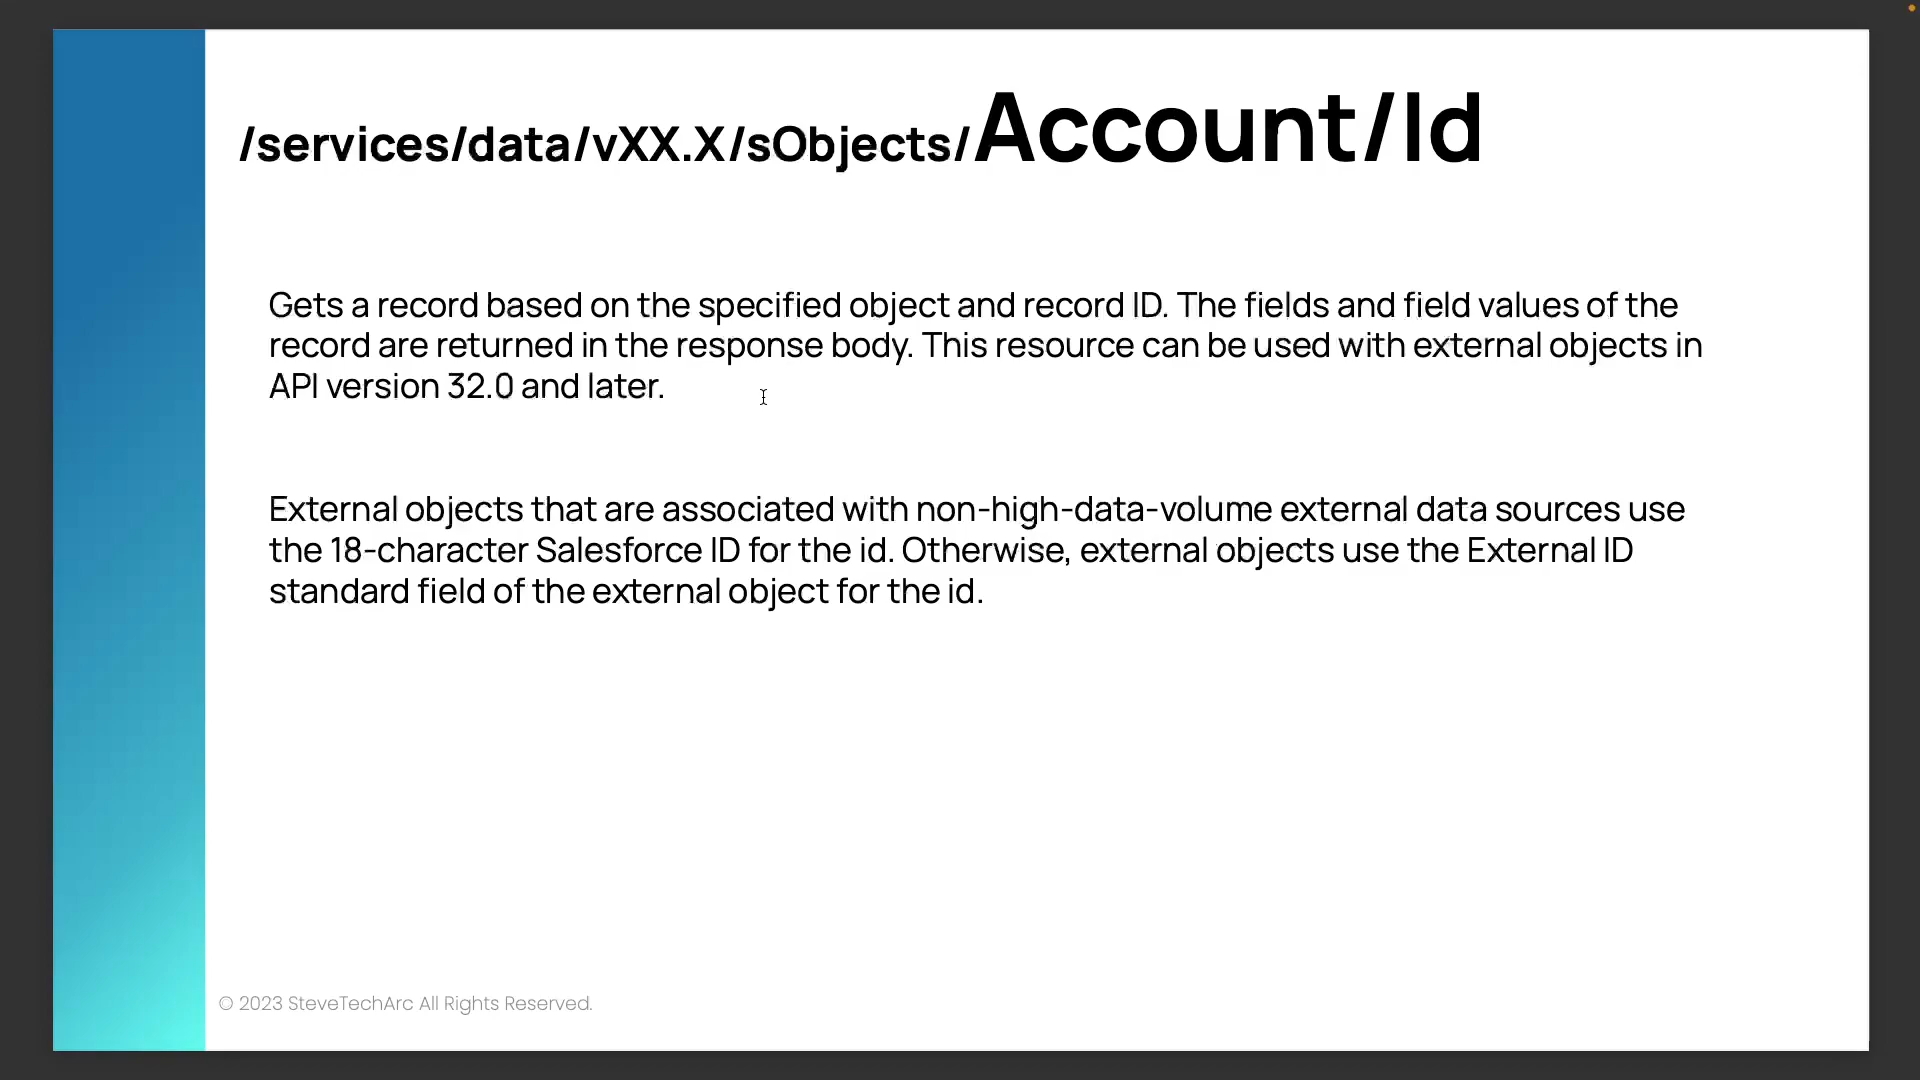 /services/data/vXX.X/sObjects/Account/Id
Gets a record based on the specified object and record ID. The fields and field values of the
record are returned in the response body. This resource can be used with external objects in
API version 32.0 and later.
External objects that are associated with non-high-data-volume external data sources use
the 18-character Salesforce ID for the id. Otherwise, external objects use the External ID
standard field of the external object for the id.
© 2023 SteveTechArc All Rights Reserved.